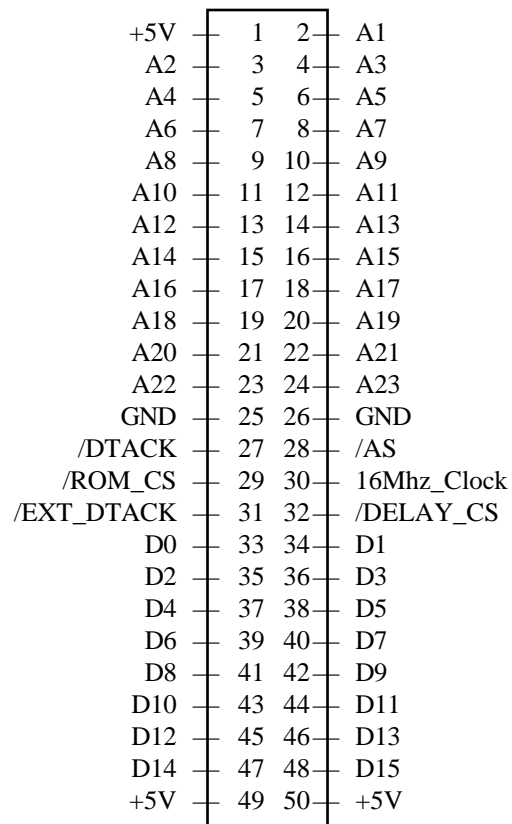 +5V 1 2 A1
A2 3 4 A3
A4 5 6 A5
A6 7 8 A7
A8 9 10 A9
A10 11 12 A11
A12 13 14 A13
A14 15 16 A15
A16 17 18 A17
A18 19 20 A19
A20 21 22 A21
A22 23 24 A23
GND 25 26 GND
/DTACK 27 28 /AS
/ROM_CS 29 30 16Mhz_Clock
/EXT_DTACK 31 32 /DELAY_CS
D0 33 34 D1
D2 35 36 D3
D4 37 38 D5
D6 39 40 D7
D8 41 42 D9
D10 43 44 D11
D12 45 46 D13
D14 47 48 D15
+5V 49 50 +5V